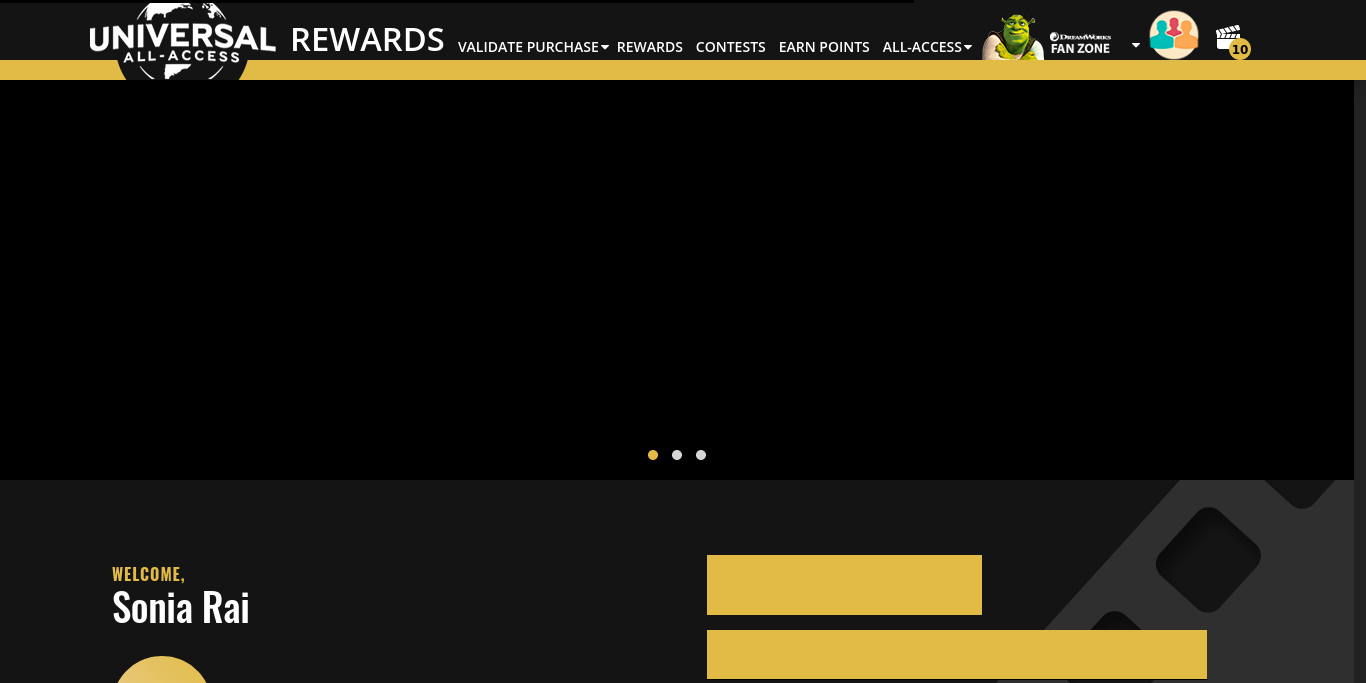 UNIVERSAL
ALL-ACCESS
REWARDS
VALIDATE PURCHASE
REWARDS
CONTESTS
EARN POINTS
ALL-ACCESS
DREAMWORKS
FAN ZONE
10
WELCOME,
Sonia Rai